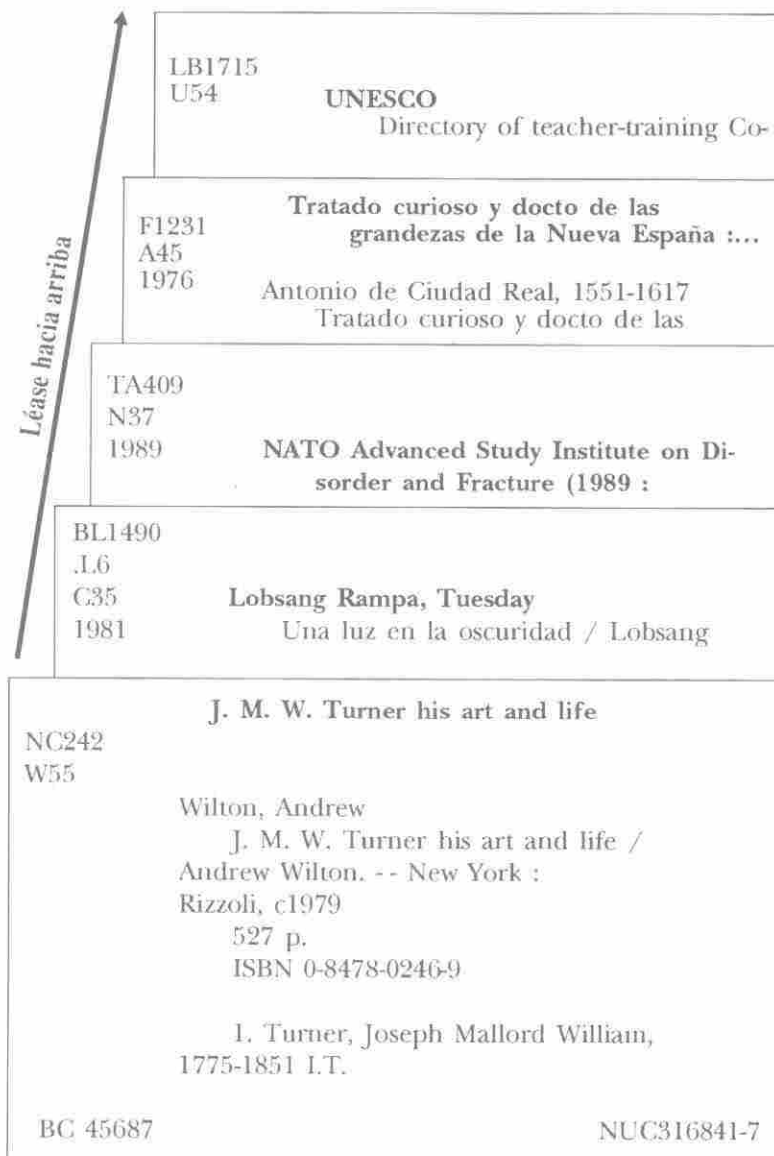 Léase hacia arriba
LB1715
U54
UNESCO
Directory of teacher-training Co-
Tratado curioso y docto de las
grandezas de la Nueva España :...
F1231
A45
1976
Antonio de Ciudad Real, 1551-1617
Tratado curioso y docto de las
TA409
N37
1989
NATO Advanced Study Institute on Di-
sorder and Fracture (1989 :
BL1490
.L6
C35
1981
Lobsang Rampa, Tuesday
Una luz en la oscuridad / Lobsang
J. M. W. Turner his art and life
NC242
W55
Wilton, Andrew
J. M. W. Turner his art and life /
Andrew Wilton. - - New York :
Rizzoli, c1979
527 p.
ISBN 0-8478-0246-9
1. Turner, Joseph Mallord William,
1775-1851 I.T.
BC 45687
NUC316841-7